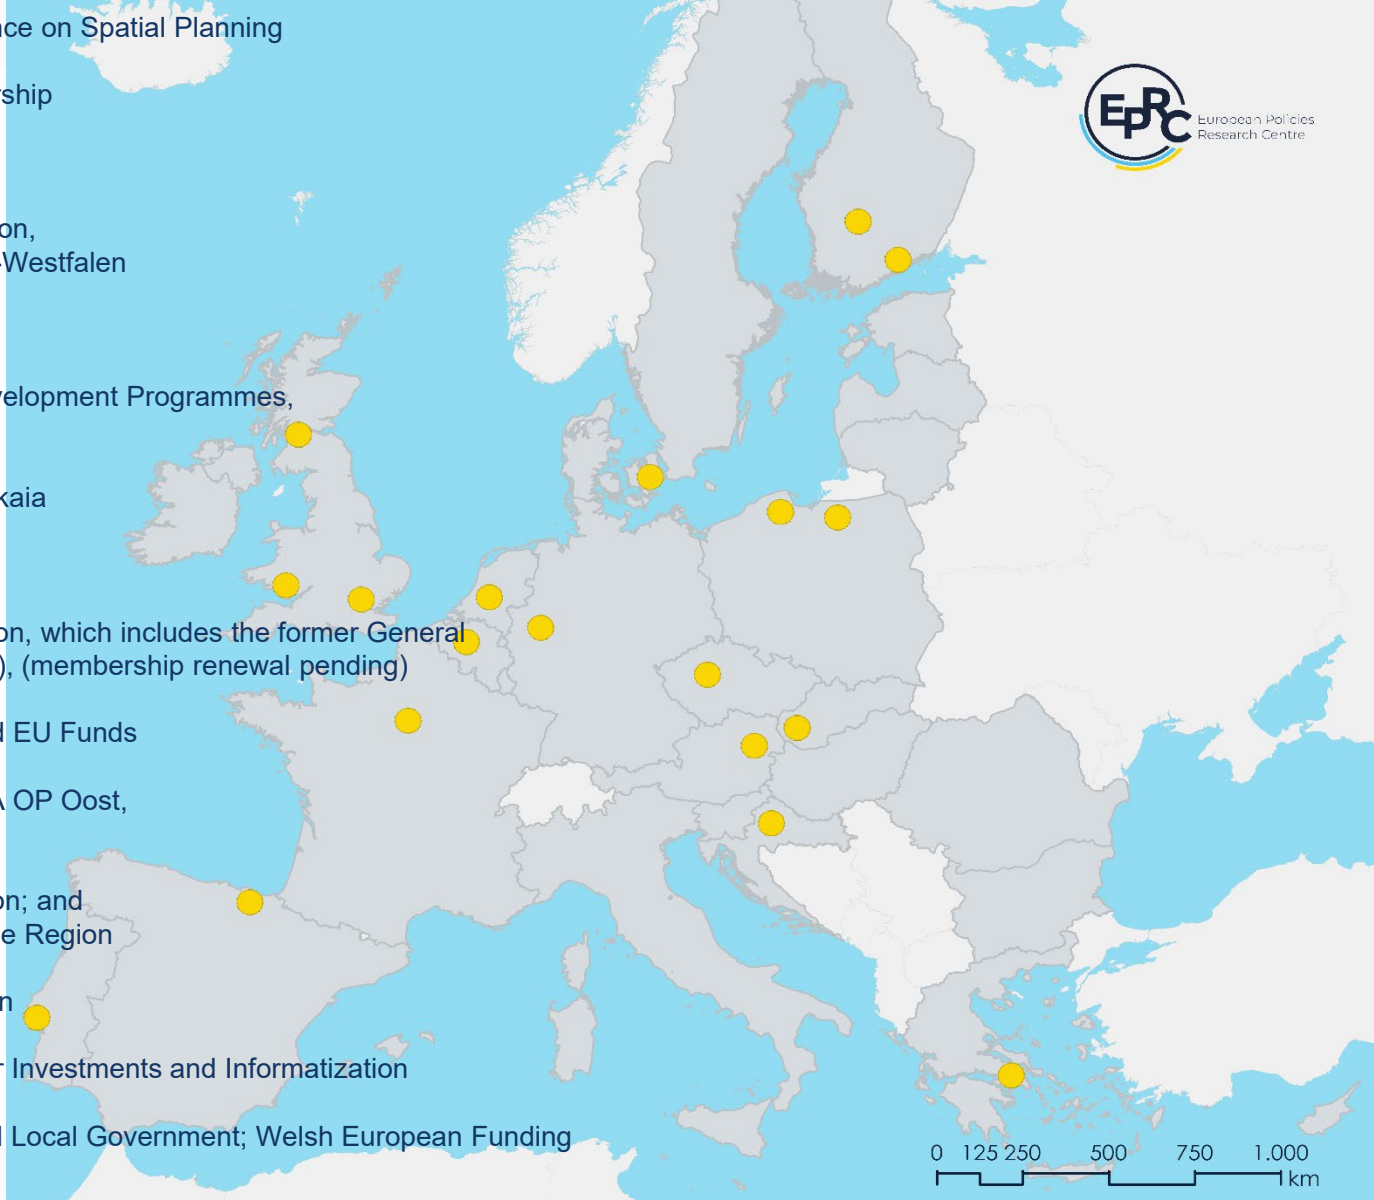 ce on Spatial Planning
ship
EPRC European Policies
Research Centre
on,
-Westfalen
velopment Programmes,
kaia
on, which includes the former General
), (membership renewal pending)
d EU Funds
A OP Oost,
on; and
e Region
n
r Investments and Informatization
l Local Government; Welsh European Funding
0 125 250 500 750 1.000
km